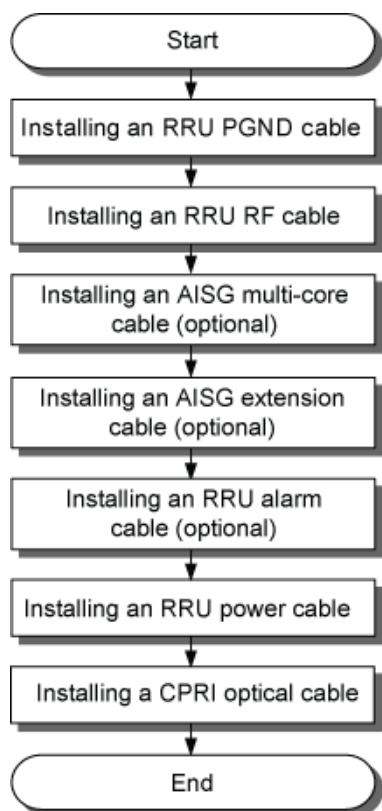 Start
Installing an RRU PGND cable
Installing an RRU RF cable
Installing an AISG multi-core
cable (optional)
Installing an AISG extension
cable (optional)
Installing an RRU alarm
cable (optional)
Installing an RRU power cable
Installing a CPRI optical cable
End